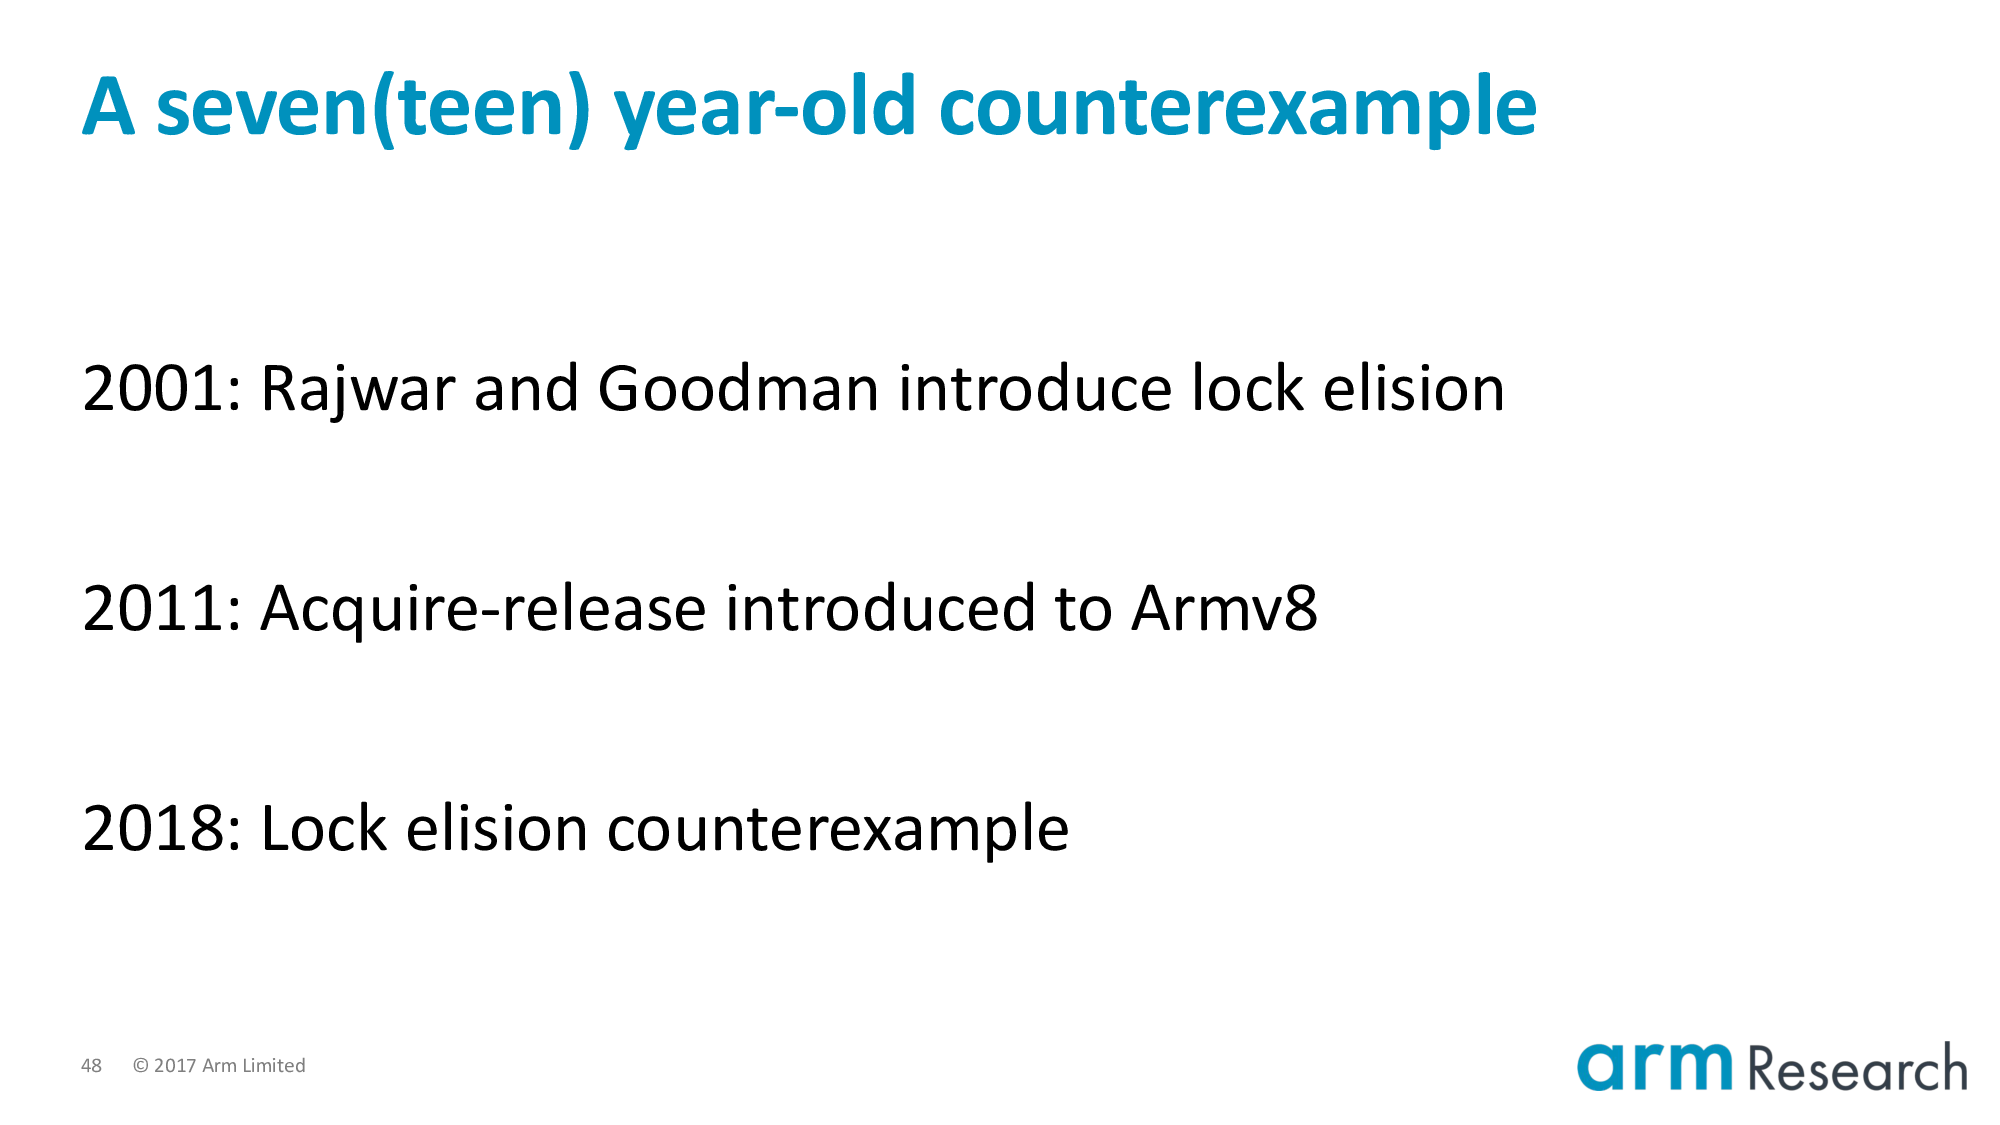 A seven(teen) year-old counterexample
2001: Rajwar and Goodman introduce lock elision
2011: Acquire-release introduced to Armv8
2018: Lock elision counterexample
48 © 2017 Arm Limited
arm Research